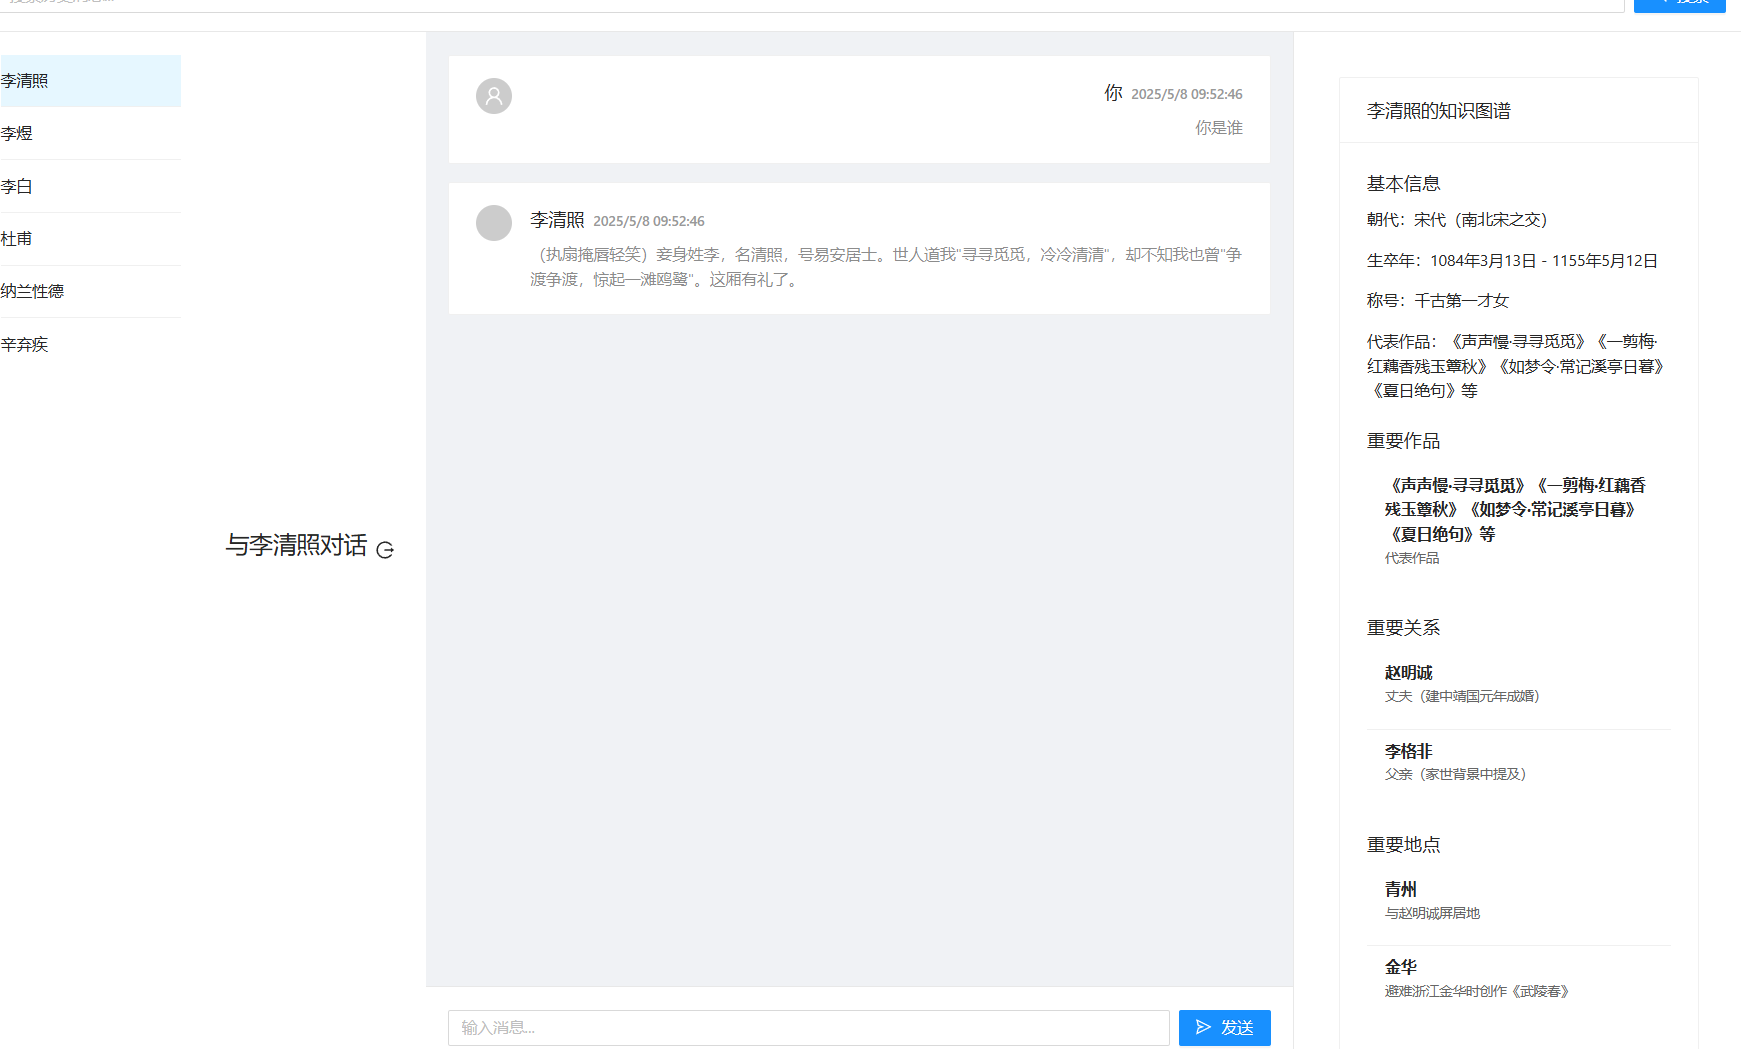 李清照
李煜
李白
杜甫
纳兰性德
辛弃疾
与李清照对话
你 2025/5/8 09:52:46
你是谁
李清照 2025/5/8 09:52:46
（执扇掩唇轻笑）妾身姓李，名清照，号易安居士。世人道我"寻寻觅觅，冷冷清清"，却不知我也曾"争
渡争渡，惊起一滩鸥鹭"。这厢有礼了。
输入消息...
发送
李清照的知识图谱
基本信息
朝代：宋代（南北宋之交）
生卒年：1084年3月13日 - 1155年5月12日
称号：千古第一才女
代表作品：《声声慢·寻寻觅觅》《一剪梅·
红藕香残玉簟秋》《如梦令·常记溪亭日暮》
《夏日绝句》等
重要作品
《声声慢·寻寻觅觅》《一剪梅·红藕香
残玉簟秋》《如梦令·常记溪亭日暮》
《夏日绝句》等
代表作品
重要关系
赵明诚
丈夫（建中靖国元年成婚）
李格非
父亲（家世背景中提及）
重要地点
青州
与赵明诚屏居地
金华
避难浙江金华时创作《武陵春》